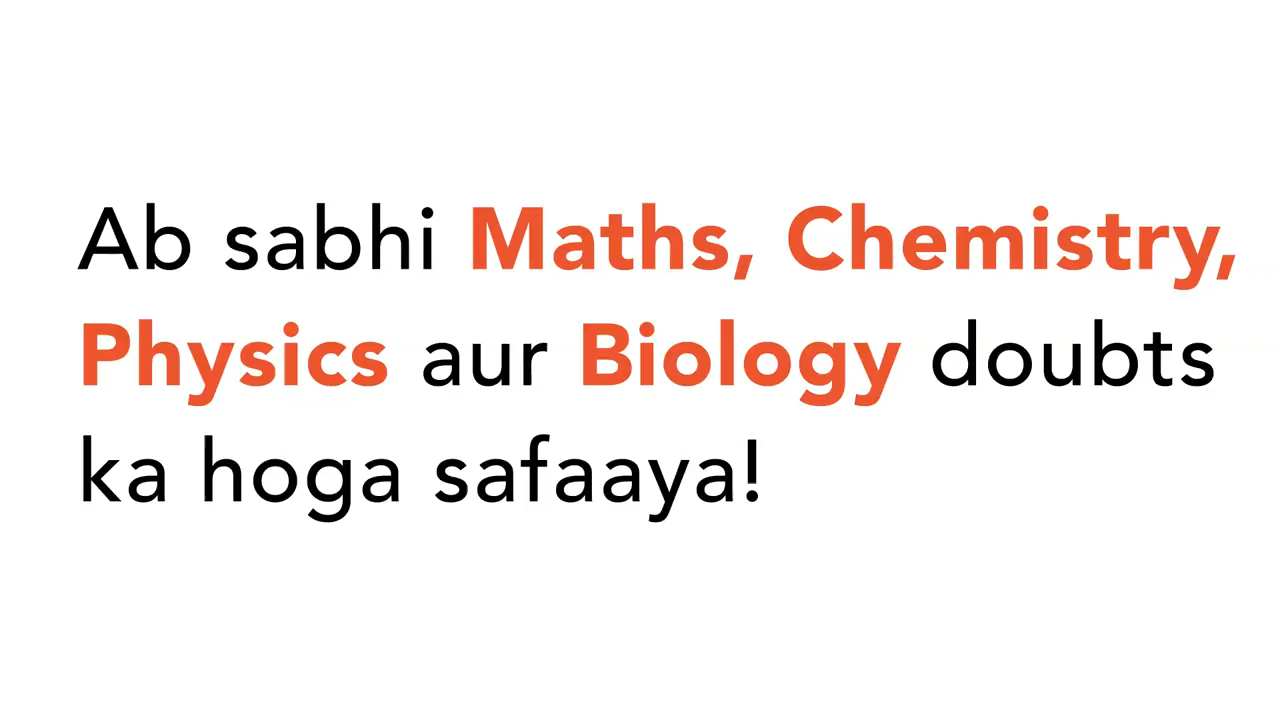 Ab sabhi Maths, Chemistry,
Physics aur Biology doubts
ka hoga safaaya!